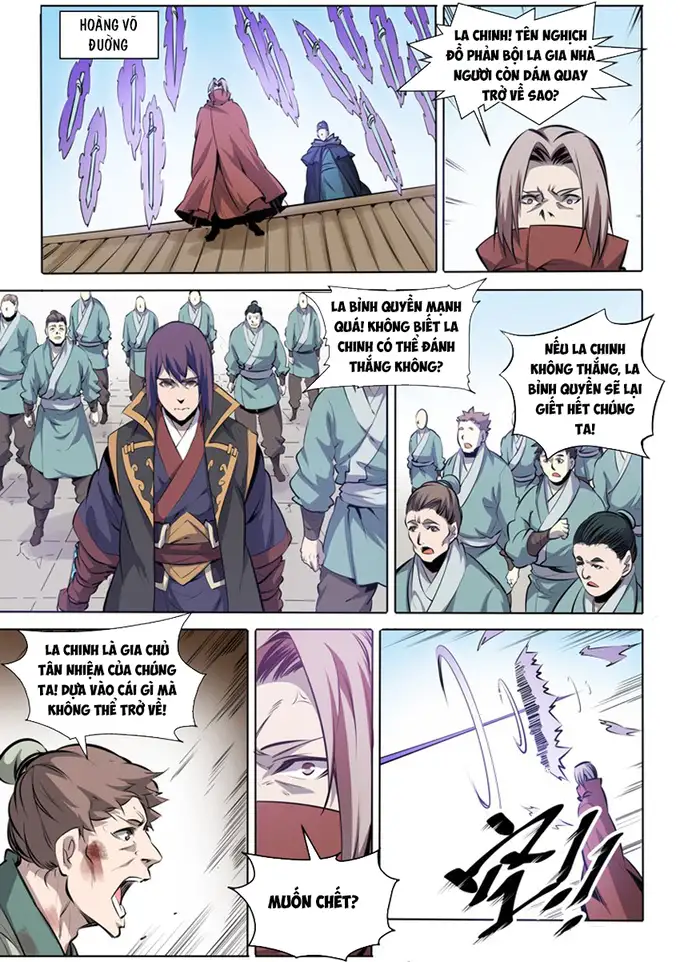 HOÀNG VÕ
ĐƯỜNG
LA CHINH! TÊN NGHỊCH
ĐỒ PHẢN BỘI LA GIA NHÀ
NGƯƠI CÒN DÁM QUAY
TRỞ VỀ SAO?
LA BỈNH QUYỀN MẠNH
QUÁ! KHÔNG BIẾT LA
CHINH CÓ THỂ ĐÁNH
THẮNG KHÔNG?
NẾU LA CHINH
KHÔNG THẮNG, LA
BỈNH QUYỀN SẼ LẠI
GIẾT HẾT CHÚNG
TA!
LA CHINH LÀ GIA CHỦ
TÂN NHIỆM CỦA CHÚNG
TA! DỰA VÀO CÁI GÌ MÀ
KHÔNG THỂ TRỞ VỀ!
MUỐN CHẾT?